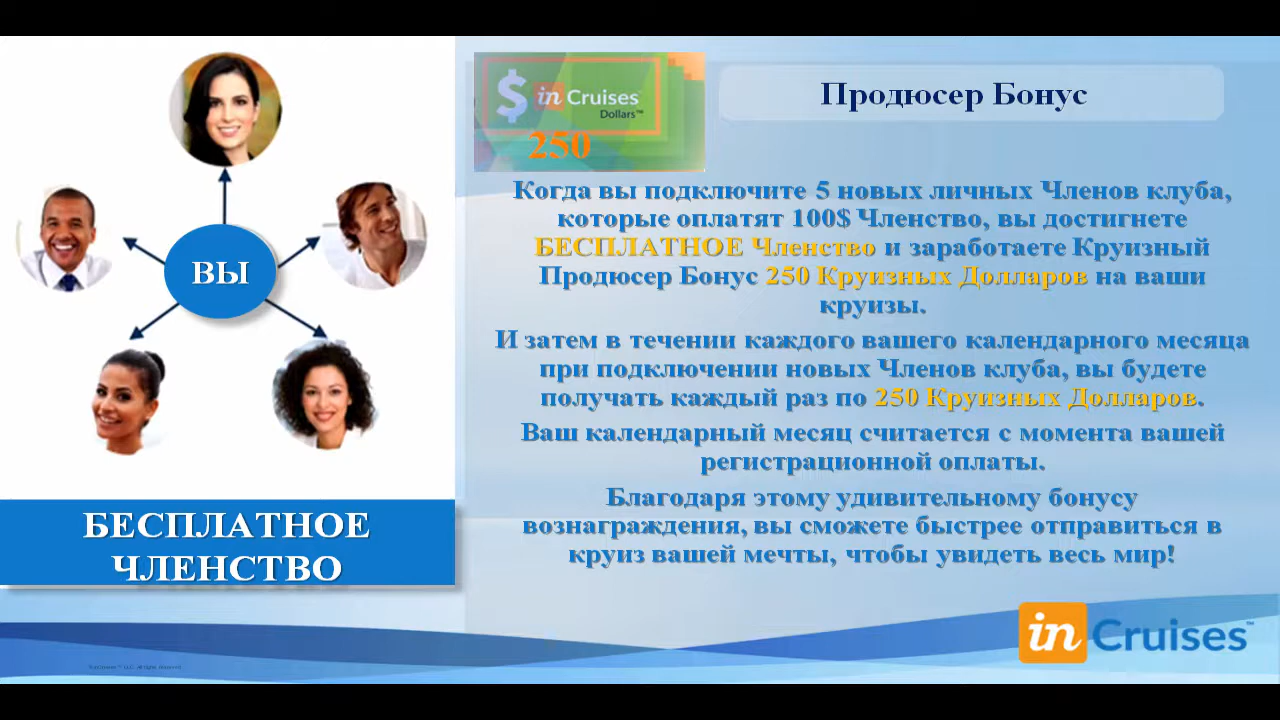 $ in Cruises™
Dollars™
250
Продюсер Бонус
Когда вы подключите 5 новых личных Членов клуба,
которые оплатят 100$ Членство, вы достигнете
БЕСПЛАТНОЕ Членство и заработаете Круизный
Продюсер Бонус 250 Круизных Долларов на ваши
круизы.
И затем в течении каждого вашего календарного месяца
при подключении новых Членов клуба, вы будете
получать каждый раз по 250 Круизных Долларов.
Ваш календарный месяц считается с момента вашей
регистрационной оплаты.
Благодаря этому удивительному бонусу
вознаграждения, вы сможете быстрее отправиться в
круиз вашей мечты, чтобы увидеть весь мир!
ВЫ
БЕСПЛАТНОЕ
ЧЛЕНСТВО
in Cruises™